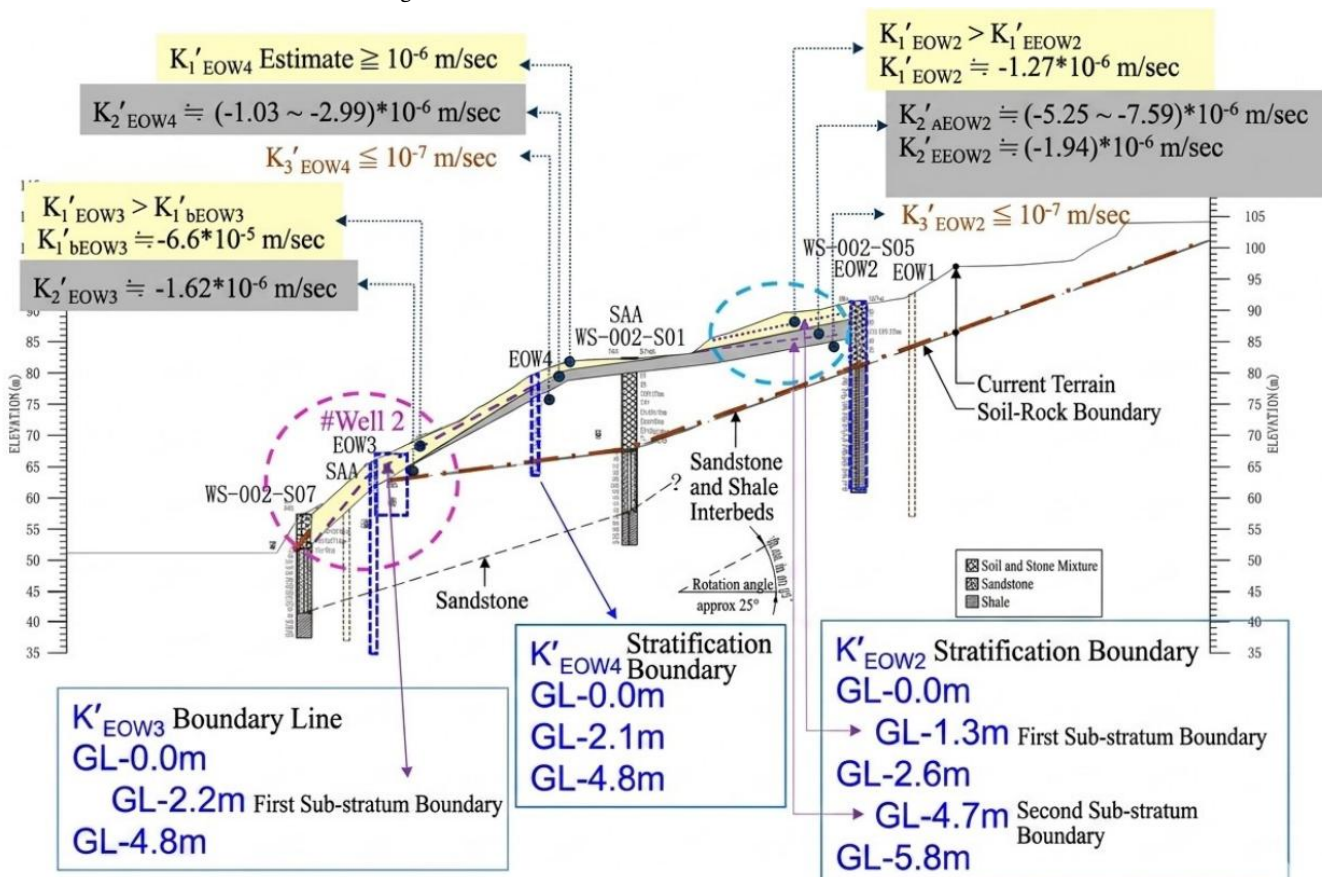 K₁′EOW4 Estimate ≧ 10⁻⁶ m/sec
K₂′EOW4 ≒ (-1.03 ~ -2.99)*10⁻⁶ m/sec
K₃′EOW4 ≦ 10⁻⁷ m/sec
K₁′EOW3 > K₁′bEOW3
K₁′bEOW3 ≒-6.6*10⁻⁵ m/sec
K₂′EOW3 ≒ -1.62*10⁻⁶ m/sec
K₁′EOW2 > K₁′EEOW2
K₁′EOW2 ≒ -1.27*10⁻⁶ m/sec
K₂′AEOW2 ≒(-5.25 ~ -7.59)*10⁻⁶ m/sec
K₂′EEOW2 ≒(-1.94)*10⁻⁶ m/sec
K₃′EOW2 ≦ 10⁻⁷ m/sec
WS-002-S05
EOW2
EOW1
SAA
WS-002-S01
EOW4
#Well 2
EOW3
SAA
WS-002-S07
ELEVATION(m)
90
85
80
75
70
65
60
55
50
45
40
35
105
100
95
90
85
80
75
70
65
60
55
50
45
40
35
ELEVATION(m)
Current Terrain
Soil-Rock Boundary
Sandstone
and Shale
Interbeds
?
Sandstone
Rotation angle
approx 25°
Soil and Stone Mixture
Sandstone
Shale
K′EOW3 Boundary Line
GL-0.0m
GL-2.2m First Sub-stratum Boundary
GL-4.8m
K′EOW4 Stratification
Boundary
GL-0.0m
GL-2.1m
GL-4.8m
K′EOW2 Stratification Boundary
GL-0.0m
GL-1.3m First Sub-stratum Boundary
GL-2.6m
GL-4.7m Second Sub-stratum
Boundary
GL-5.8m